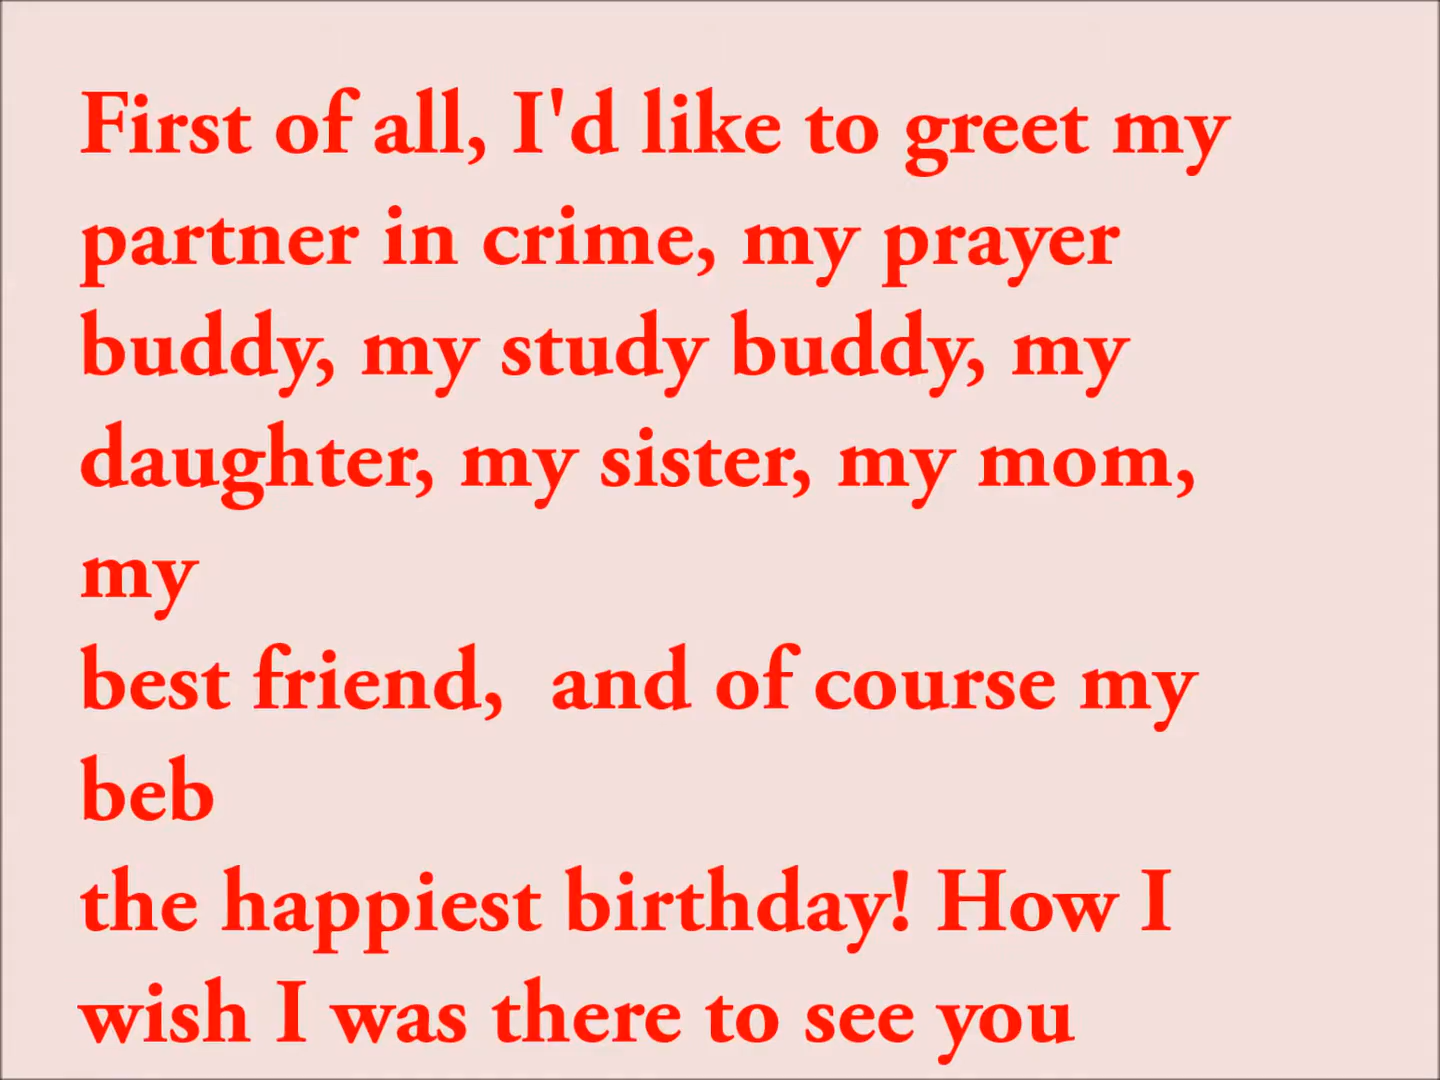 First of all, I'd like to greet my
partner in crime, my prayer
buddy, my study buddy, my
daughter, my sister, my mom,
my
best friend,  and of course my
beb
the happiest birthday! How I
wish I was there to see you